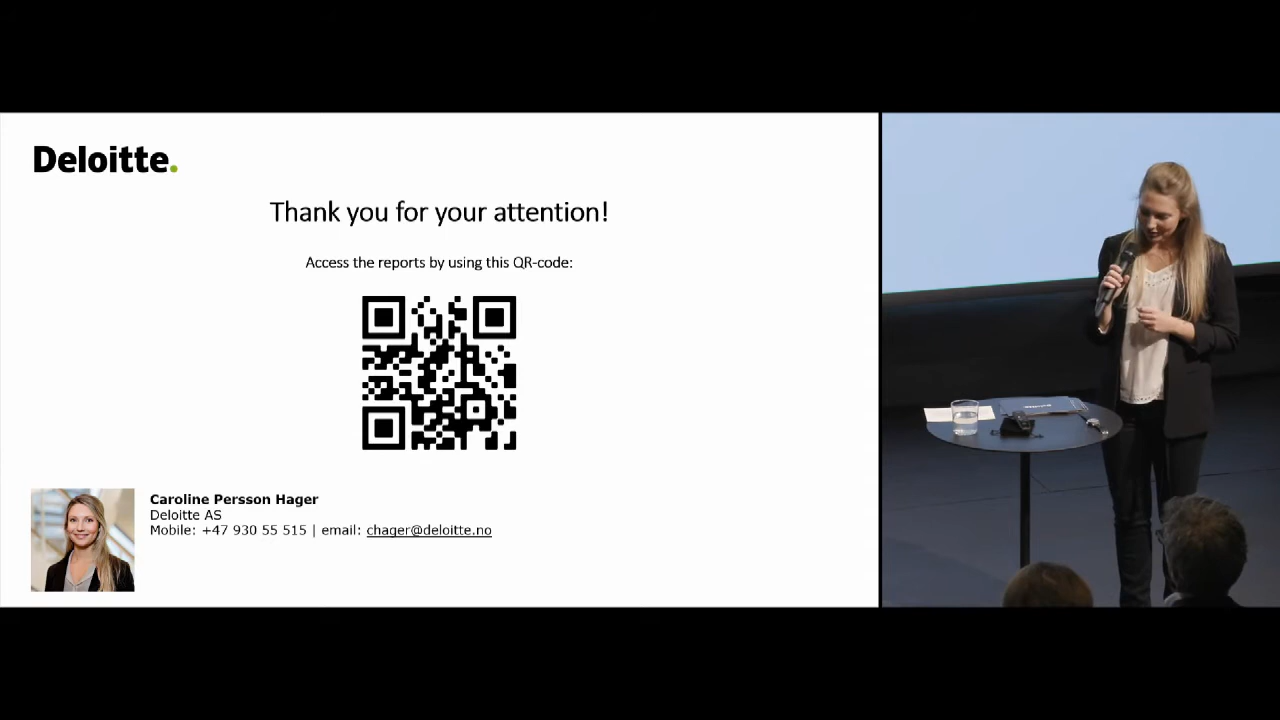 Deloitte.
Thank you for your attention!
Access the reports by using this QR-code:
Caroline Persson Hager
Deloitte AS
Mobile: +47 930 55 515 | email: chager@deloitte.no